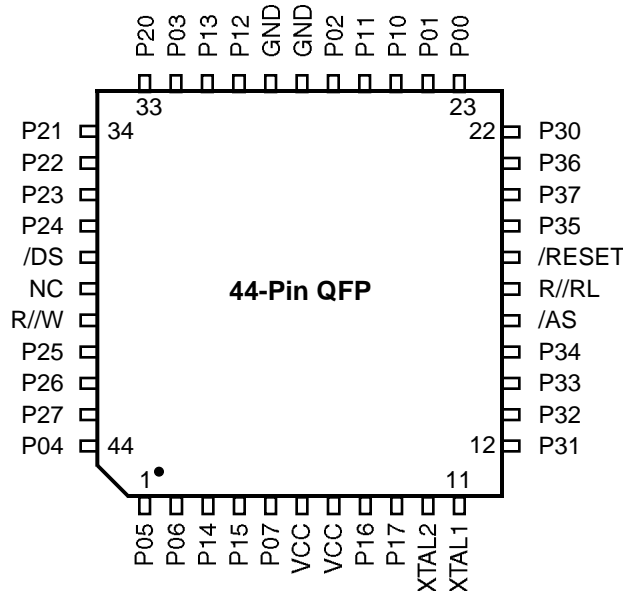 P20 P03 P13 P12 GND GND P02 P11 P10 P01 P00
33 23
P21 34 22 P30
P22 P36
P23 P37
P24 P35
/DS /RESET
NC 44-Pin QFP R//RL
R//W /AS
P25 P34
P26 P33
P27 P32
P04 44 12 P31
1 11
P05 P06 P14 P15 P07 VCC VCC P16 P17 XTAL2 XTAL1